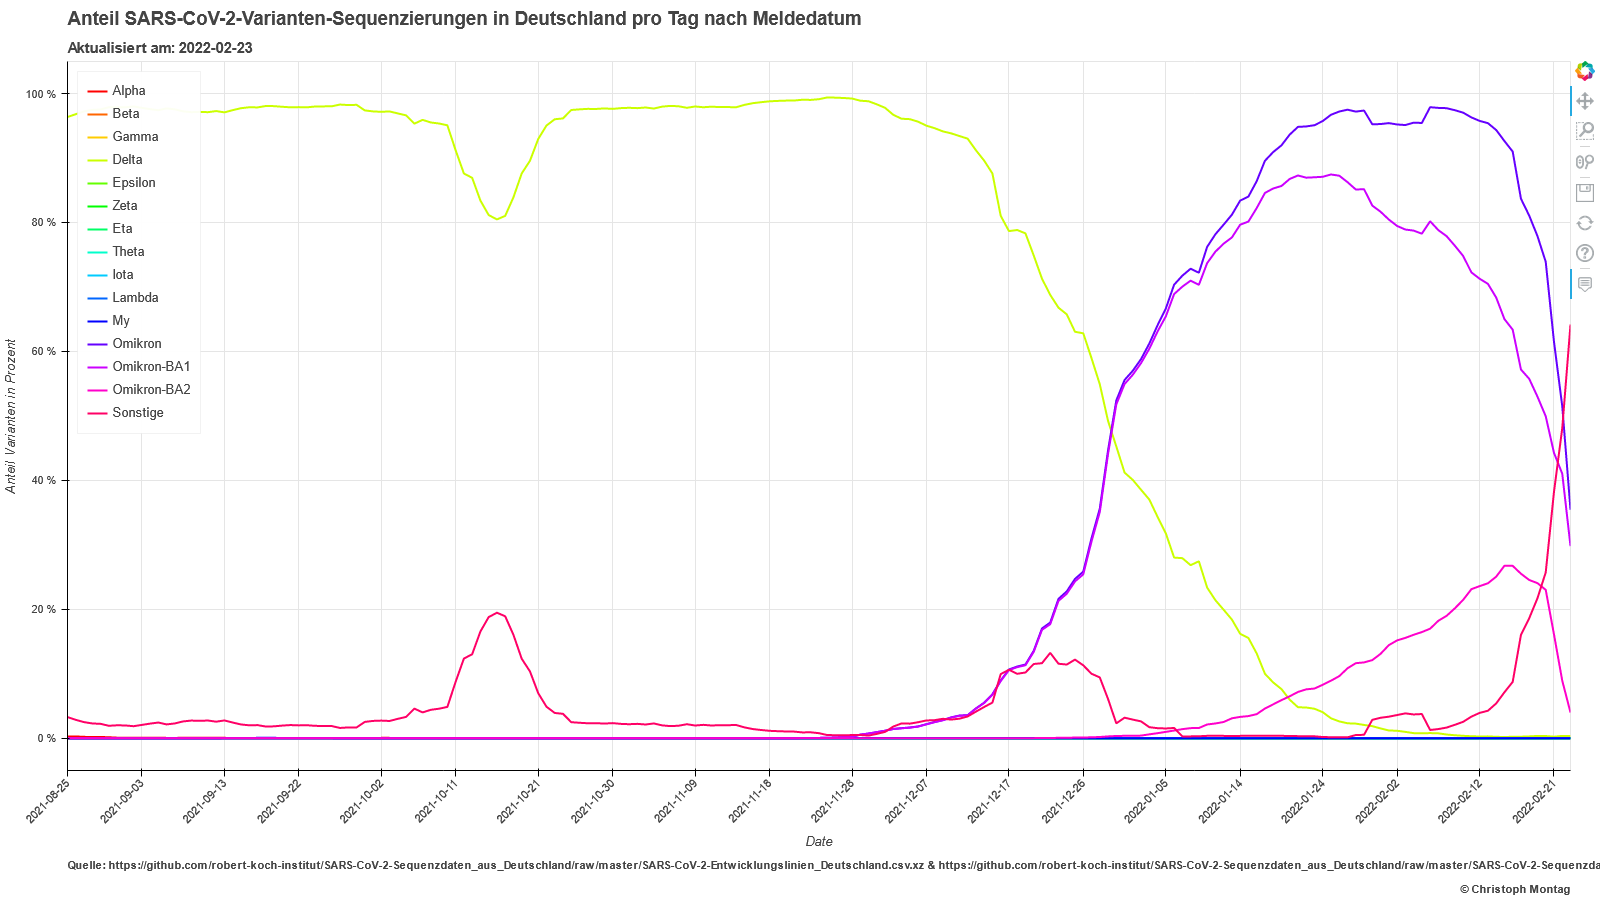 Anteil SARS-CoV-2-Varianten-Sequenzierungen in Deutschland pro Tag nach Meldedatum
Aktualisiert am: 2022-02-23
100 %
80 %
60 %
40 %
20 %
0 %
Anteil Varianten in Prozent
Alpha
Beta
Gamma
Delta
Epsilon
Zeta
Eta
Theta
Iota
Lambda
My
Omikron
Omikron-BA1
Omikron-BA2
Sonstige
2021-08-25
2021-09-03
2021-09-13
2021-09-22
2021-10-02
2021-10-11
2021-10-21
2021-10-30
2021-11-09
2021-11-18
2021-11-28
2021-12-07
2021-12-17
2021-12-26
2022-01-05
2022-01-14
2022-01-24
2022-02-02
2022-02-12
2022-02-21
Date
Quelle: https://github.com/robert-koch-institut/SARS-CoV-2-Sequenzdaten_aus_Deutschland/raw/master/SARS-CoV-2-Entwicklungslinien_Deutschland.csv.xz & https://github.com/robert-koch-institut/SARS-CoV-2-Sequenzdaten_aus_Deutschland/raw/master/SARS-CoV-2-Sequenzda
© Christoph Montag